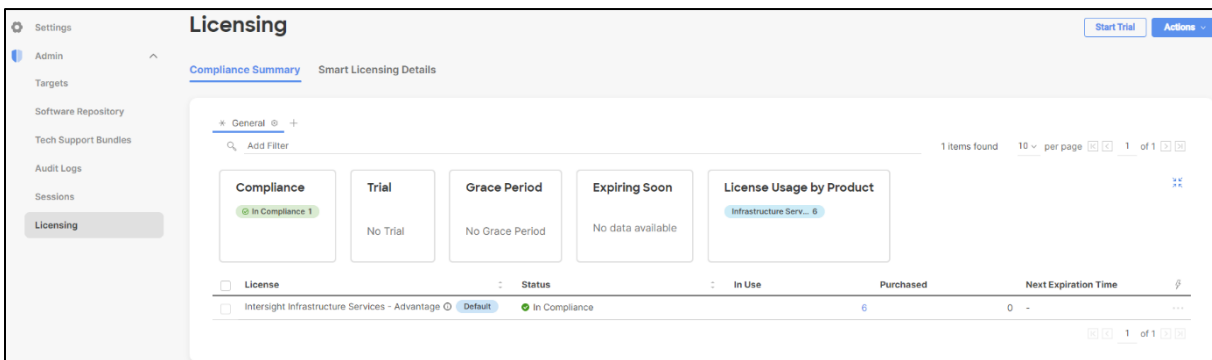 Settings
Admin
Targets
Software Repository
Tech Support Bundles
Audit Logs
Sessions
Licensing
Licensing
Start Trial
Actions
Compliance Summary Smart Licensing Details
General
Add Filter
1 items found 10 per page 1 of 1
Compliance
In Compliance 1
Trial
No Trial
Grace Period
No Grace Period
Expiring Soon
No data available
License Usage by Product
Infrastructure Serv... 6
License Status In Use Purchased Next Expiration Time
Intersight Infrastructure Services - Advantage Default In Compliance 6 0 -
1 of 1